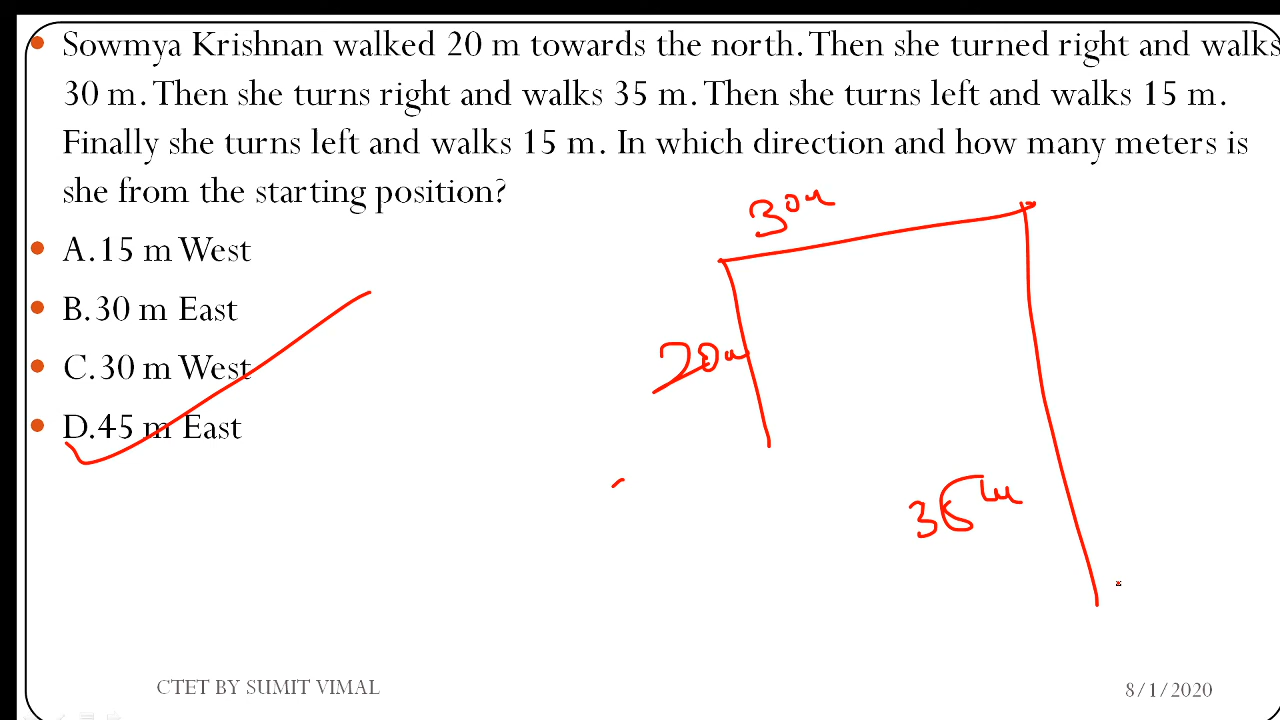 Sowmya Krishnan walked 20 m towards the north. Then she turned right and walks
30 m. Then she turns right and walks 35 m. Then she turns left and walks 15 m.
Finally she turns left and walks 15 m. In which direction and how many meters is
she from the starting position?
A.15 m West
B.30 m East
C.30 m West
D.45 m East
30m
20m
35m
CTET BY SUMIT VIMAL
8/1/2020